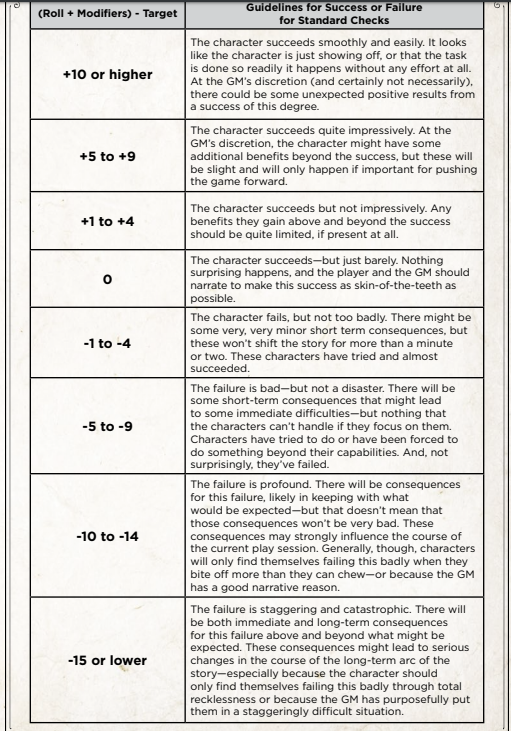 (Roll + Modifiers) - Target
Guidelines for Success or Failure
for Standard Checks
+10 or higher
The character succeeds smoothly and easily. It looks
like the character is just showing off, or that the task
is done so readily it happens without any effort at all.
At the GM's discretion (and certainly not necessarily),
there could be some unexpected positive results from
a success of this degree.
+5 to +9
The character succeeds quite impressively. At the
GM's discretion, the character might have some
additional benefits beyond the success, but these will
be slight and will only happen if important for pushing
the game forward.
+1 to +4
The character succeeds but not impressively. Any
benefits they gain above and beyond the success
should be quite limited, if present at all.
0
The character succeeds—but just barely. Nothing
surprising happens, and the player and the GM should
narrate to make this success as skin-of-the-teeth as
possible.
-1 to -4
The character fails, but not too badly. There might be
some very, very minor short term consequences, but
these won't shift the story for more than a minute
or two. These characters have tried and almost
succeeded.
-5 to -9
The failure is bad—but not a disaster. There will be
some short-term consequences that might lead
to some immediate difficulties—but nothing that
the characters can't handle if they focus on them.
Characters have tried to do or have been forced to
do something beyond their capabilities. And, not
surprisingly, they've failed.
-10 to -14
The failure is profound. There will be consequences
for this failure, likely in keeping with what
would be expected—but that doesn't mean that
those consequences won't be very bad. These
consequences may strongly influence the course of
the current play session. Generally, though, characters
will only find themselves failing this badly when they
bite off more than they can chew—or because the GM
has a good narrative reason.
-15 or lower
The failure is staggering and catastrophic. There will
be both immediate and long-term consequences
for this failure above and beyond what might be
expected. These consequences might lead to serious
changes in the course of the long-term arc of the
story—especially because the character should
only find themselves failing this badly through total
recklessness or because the GM has purposefully put
them in a staggeringly difficult situation.